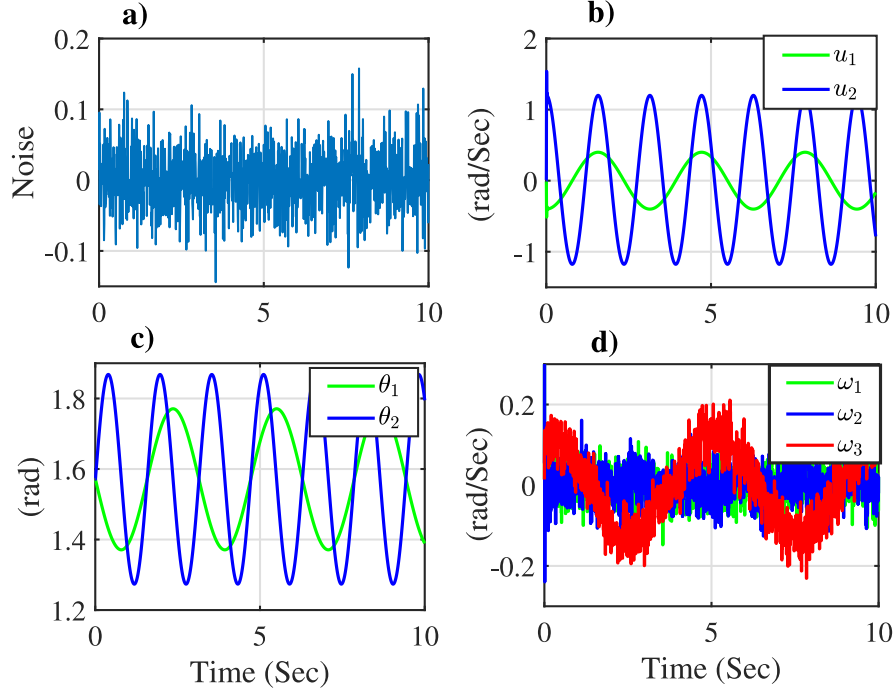 a)
0.2
0.1
0
-0.1
Noise
0
5
10
b)
u1
u2
2
1
0
-1
(rad/Sec)
0
5
10
c)
θ1
θ2
1.8
1.6
1.4
1.2
(rad)
0
5
10
Time (Sec)
d)
ω1
ω2
ω3
0.2
0
-0.2
(rad/Sec)
0
5
10
Time (Sec)